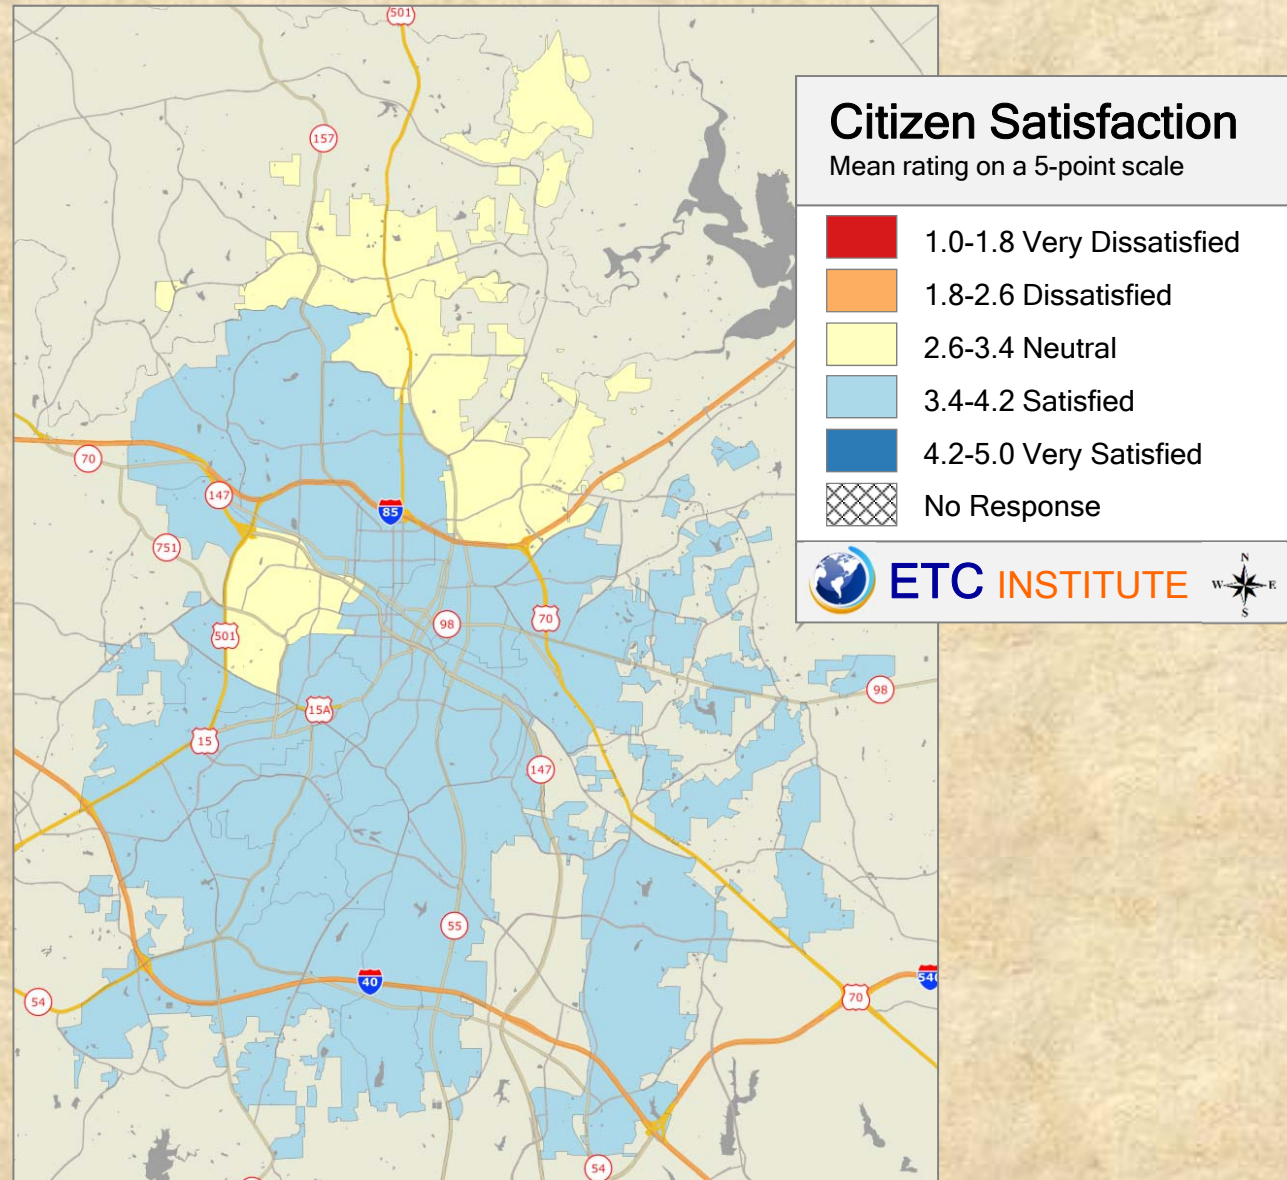 501
157
Citizen Satisfaction
Mean rating on a 5-point scale
1.0-1.8 Very Dissatisfied
1.8-2.6 Dissatisfied
2.6-3.4 Neutral
3.4-4.2 Satisfied
4.2-5.0 Very Satisfied
No Response
ETC INSTITUTE
N
W E
S
70
147
85
751
98
70
501
98
15A
15
147
55
40
540
70
54
54